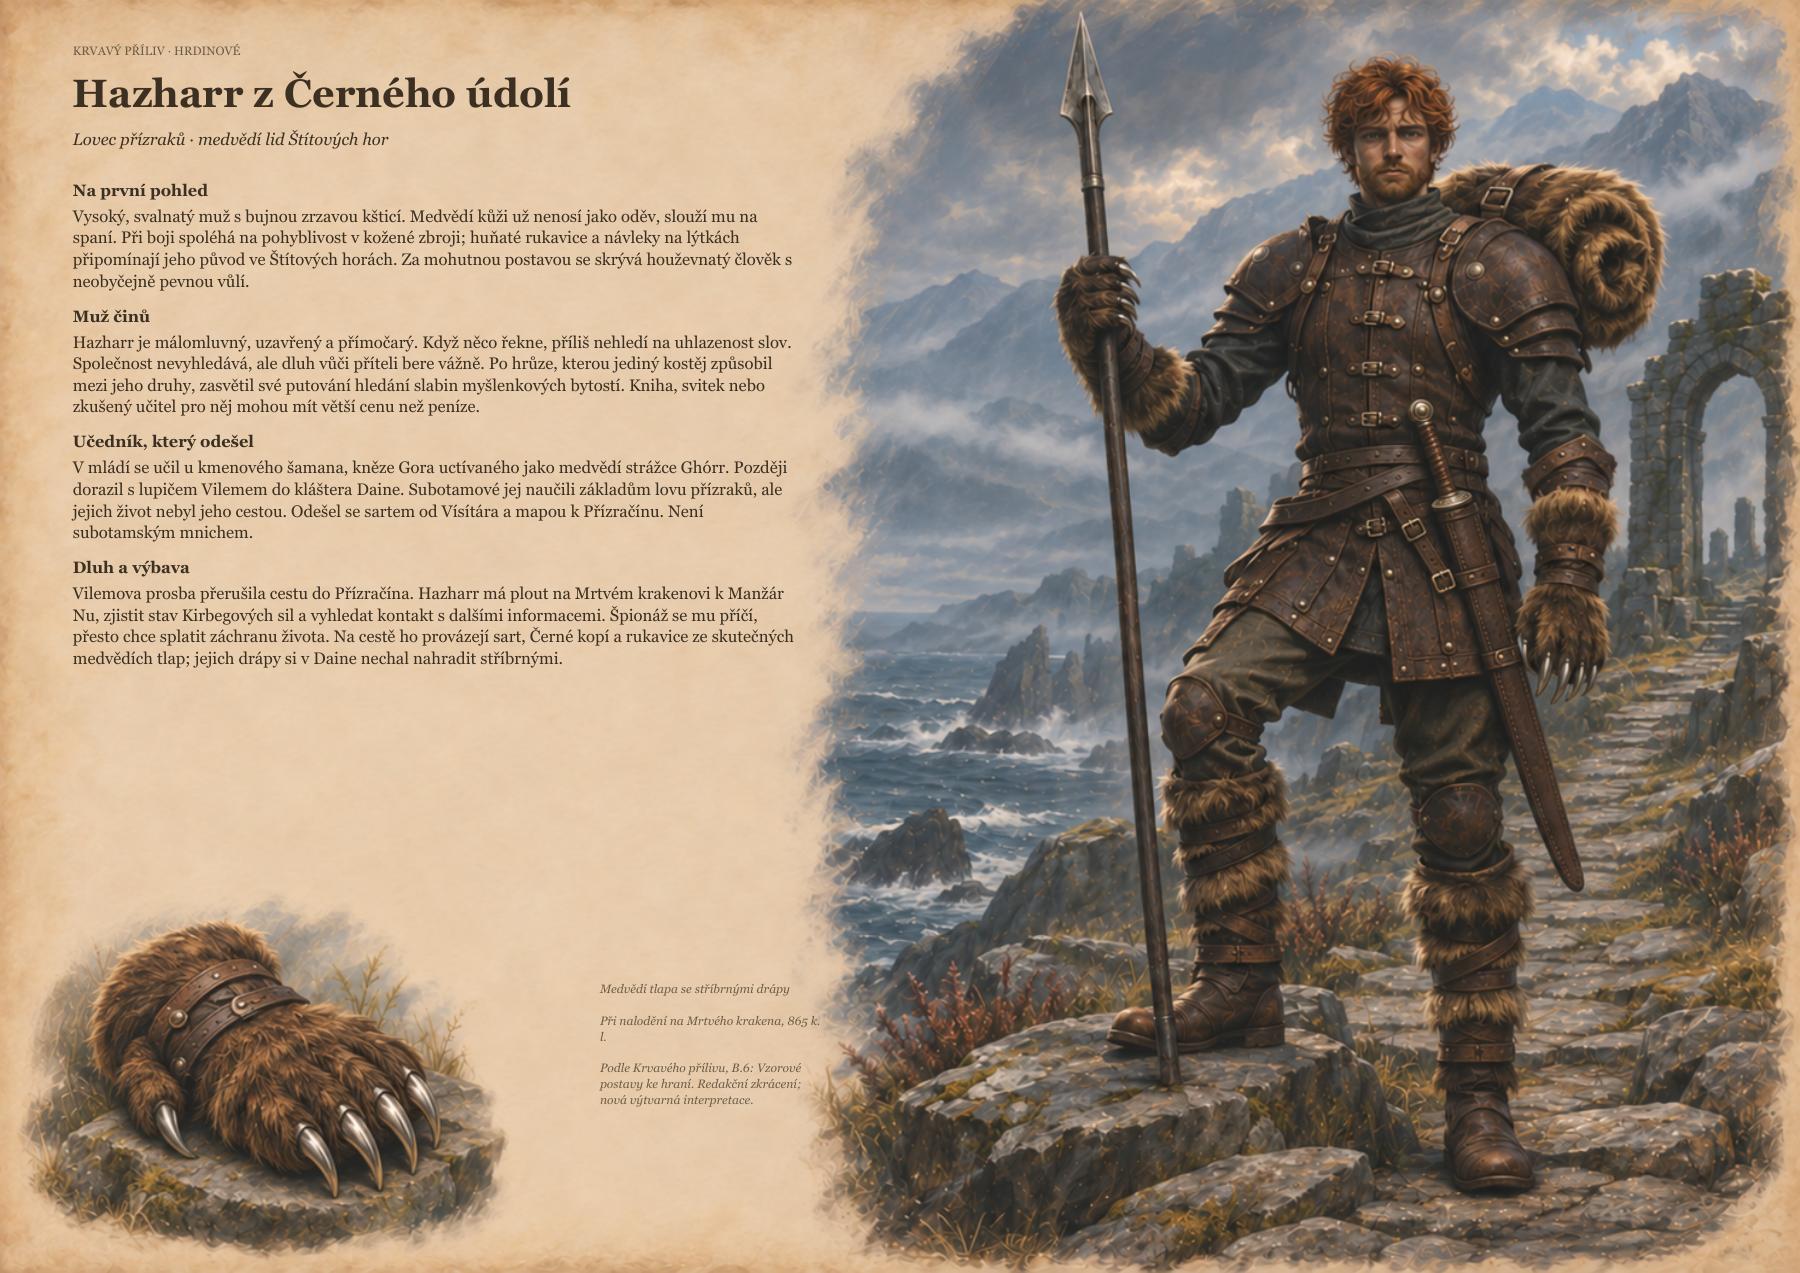 KRVAVÝ PŘÍLIV · HRDINOVÉ
Hazharr z Černého údolí
Lovec přízraků · medvědí lid Štítových hor
Na první pohled
Vysoký, svalnatý muž s bujnou zrzavou kšticí. Medvědí kůži už nenosí jako oděv, slouží mu na
spaní. Při boji spoléhá na pohyblivost v kožené zbroji; huňaté rukavice a návleky na lýtkách
připomínají jeho původ ve Štítových horách. Za mohutnou postavou se skrývá houževnatý člověk s
neobyčejně pevnou vůlí.
Muž činů
Hazharr je málomluvný, uzavřený a přímočarý. Když něco řekne, příliš nehledí na uhlazenost slov.
Společnost nevyhledává, ale dluh vůči příteli bere vážně. Po hrůze, kterou jediný kostěj způsobil
mezi jeho druhy, zasvětil své putování hledání slabin myšlenkových bytostí. Kniha, svitek nebo
zkušený učitel pro něj mohou mít větší cenu než peníze.
Učedník, který odešel
V mládí se učil u kmenového šamana, kněze Gora uctívaného jako medvědí strážce Ghórr. Později
dorazil s lupičem Vilemem do kláštera Daine. Subotamové jej naučili základům lovu přízraků, ale
jejich život nebyl jeho cestou. Odešel se sartem od Vísítára a mapou k Přízračínu. Není
subotamským mnichem.
Dluh a výbava
Vilemova prosba přerušila cestu do Přízračína. Hazharr má plout na Mrtvém krakenovi k Manžár
Nu, zjistit stav Kirbegových sil a vyhledat kontakt s dalšími informacemi. Špionáž se mu příčí,
přesto chce splatit záchranu života. Na cestě ho provázejí sart, Černé kopí a rukavice ze skutečných
medvědích tlap; jejich drápy si v Daine nechal nahradit stříbrnými.
Medvědí tlapa se stříbrnými drápy
Při nalodění na Mrtvého krakena, 865 k.
l.
Podle Krvavého přílivu, B.6: Vzorové
postavy ke hraní. Redakční zkrácení;
nová výtvarná interpretace.